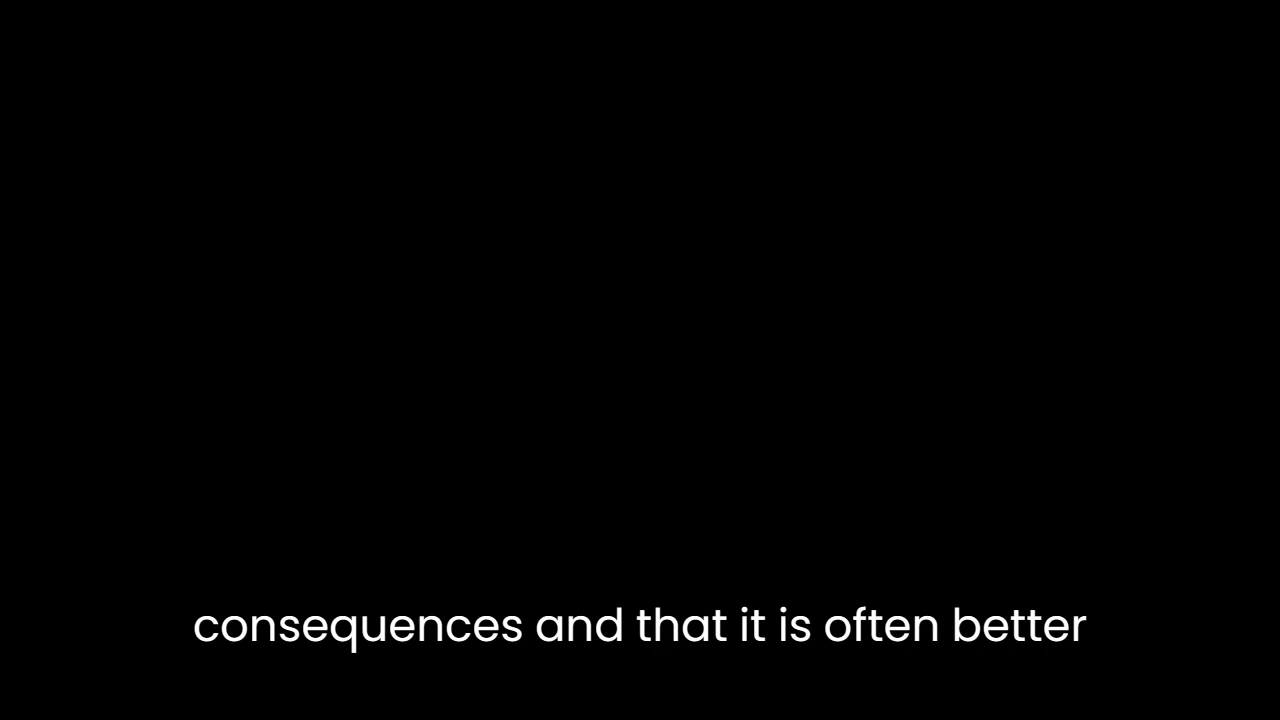 consequences and that it is often better